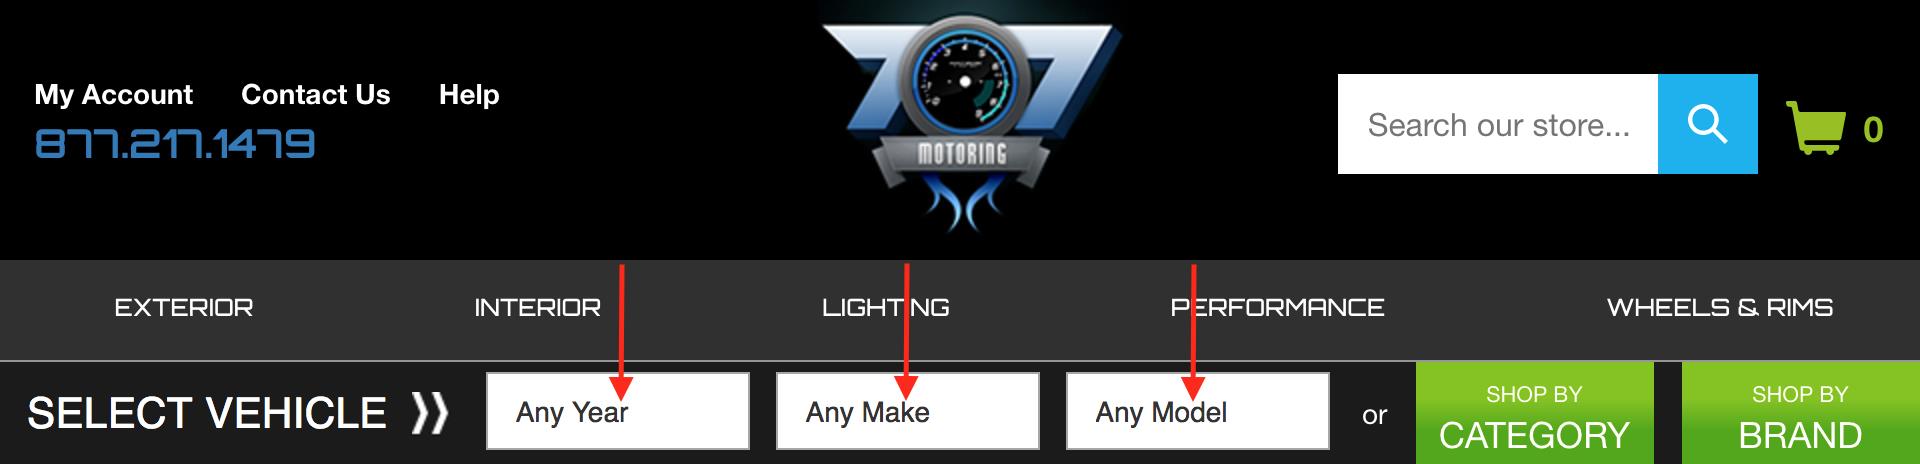 My Account Contact Us Help
877.217.1479
707
MOTORING
Search our store...
0
EXTERIOR INTERIOR LIGHTING PERFORMANCE WHEELS & RIMS
SELECT VEHICLE Any Year Any Make Any Model or
SHOP BY
CATEGORY
SHOP BY
BRAND